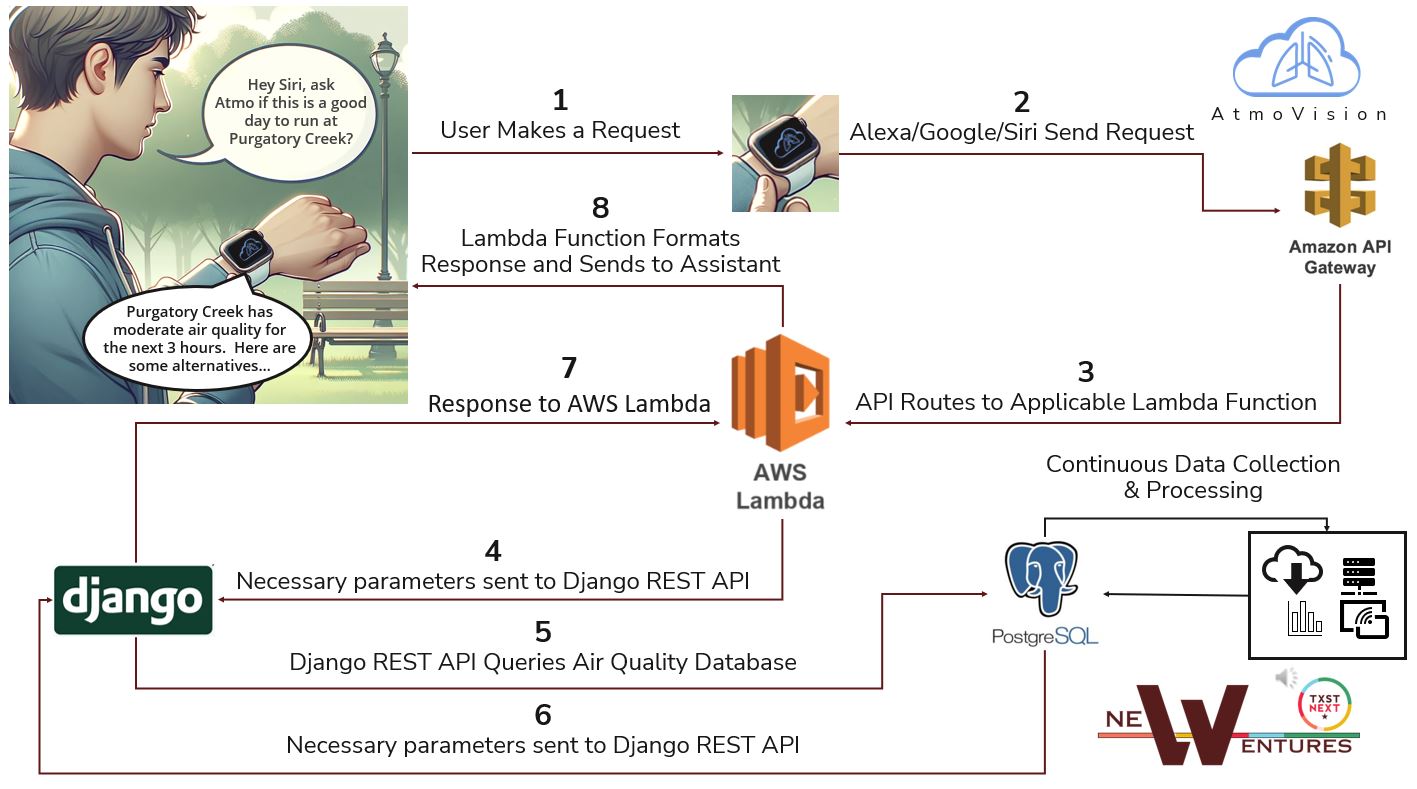 Hey Siri, ask
Atmo if this is a good
day to run at
Purgatory Creek?
Purgatory Creek has
moderate air quality for
the next 3 hours.  Here are
some alternatives...
1
User Makes a Request
2
Alexa/Google/Siri Send Request
AtmoVision
Amazon API
Gateway
8
Lambda Function Formats
Response and Sends to Assistant
7
Response to AWS Lambda
3
API Routes to Applicable Lambda Function
AWS
Lambda
Continuous Data Collection
& Processing
4
Necessary parameters sent to Django REST API
django
5
Django REST API Queries Air Quality Database
PostgreSQL
6
Necessary parameters sent to Django REST API
TXST
NEXT
NEW
VENTURES